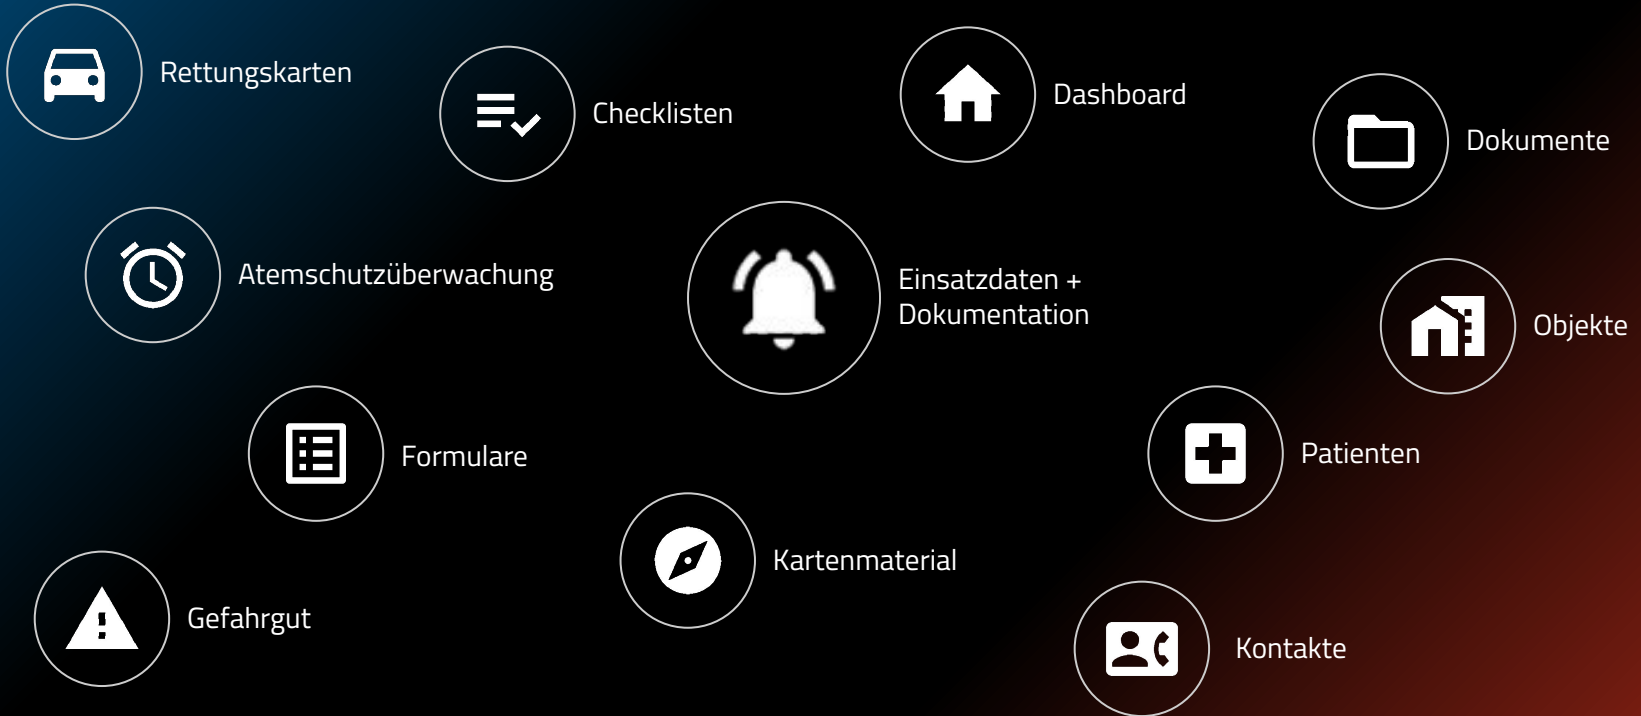 Rettungskarten
Checklisten
Dashboard
Dokumente
Atemschutzüberwachung
Einsatzdaten +
Dokumentation
Objekte
Formulare
Patienten
Kartenmaterial
Gefahrgut
Kontakte